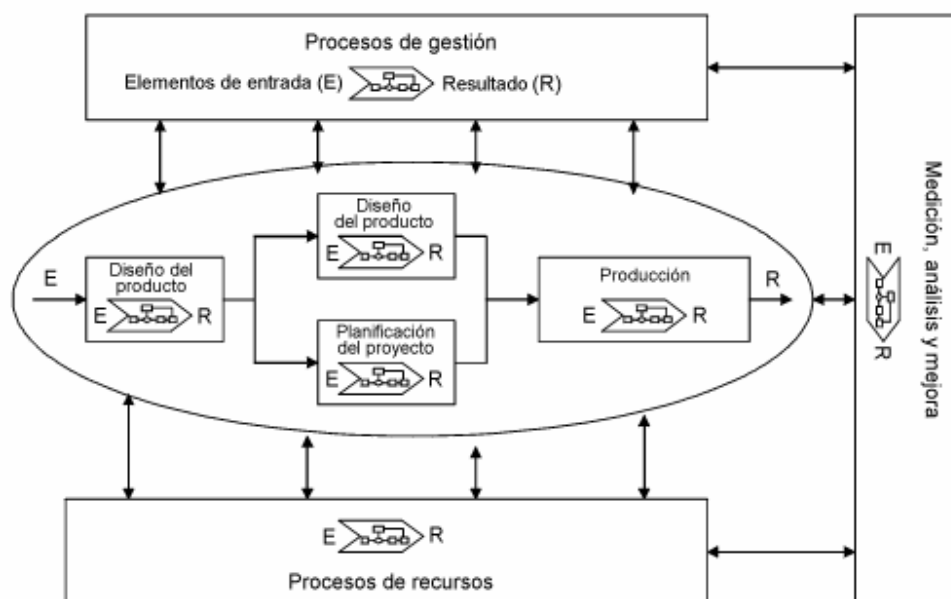 Procesos de gestión
Elementos de entrada (E) Resultado (R)
E
Diseño del
producto
E R
Diseño
del producto
E R
Planificación
del proyecto
E R
Producción
E R
R
E R
Procesos de recursos
Medición, análisis y mejora
E R